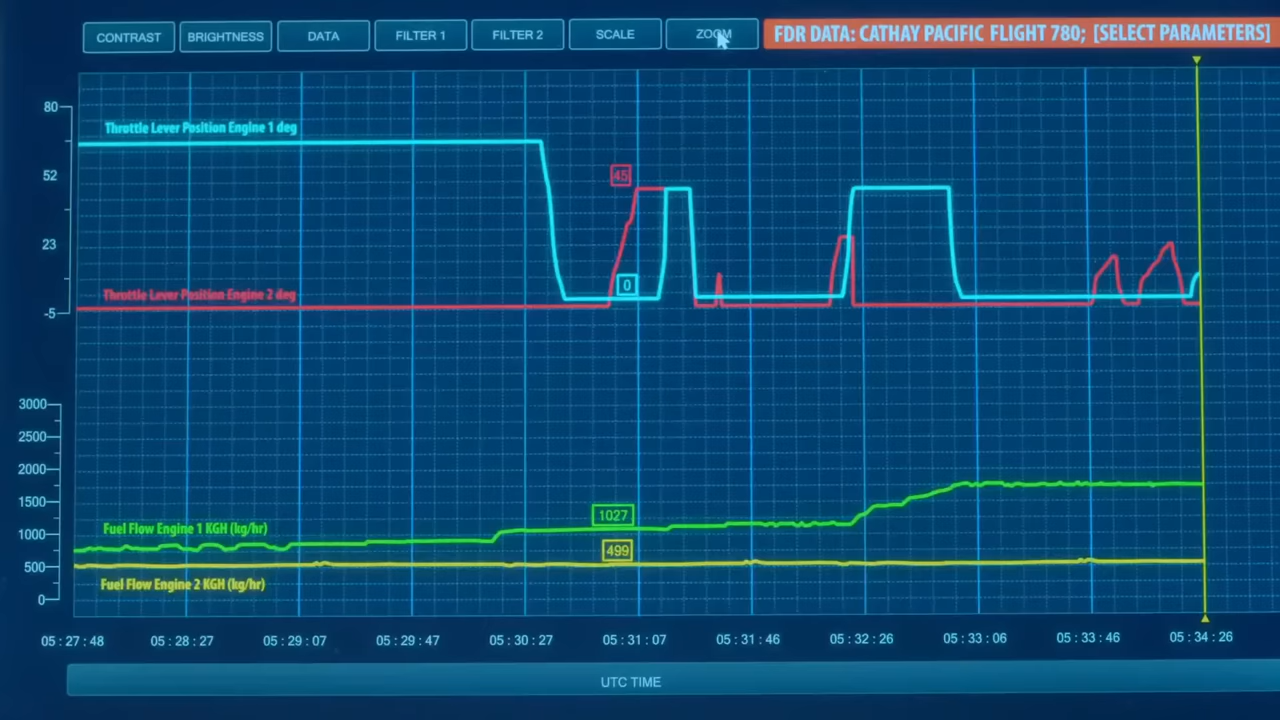 CONTRAST BRIGHTNESS DATA FILTER 1 FILTER 2 SCALE ZOOM FDR DATA: CATHAY PACIFIC FLIGHT 780; [SELECT PARAMETERS]
80
Throttle Lever Position Engine 1 deg
52
45
23
0
Throttle Lever Position Engine 2 deg
-5
3000
2500
2000
1500
1027
1000
Fuel Flow Engine 1 KGH (kg/hr)
499
500
Fuel Flow Engine 2 KGH (kg/hr)
0
05:27:48 05:28:27 05:29:07 05:29:47 05:30:27 05:31:07 05:31:46 05:32:26 05:33:06 05:33:46 05:34:26
UTC TIME